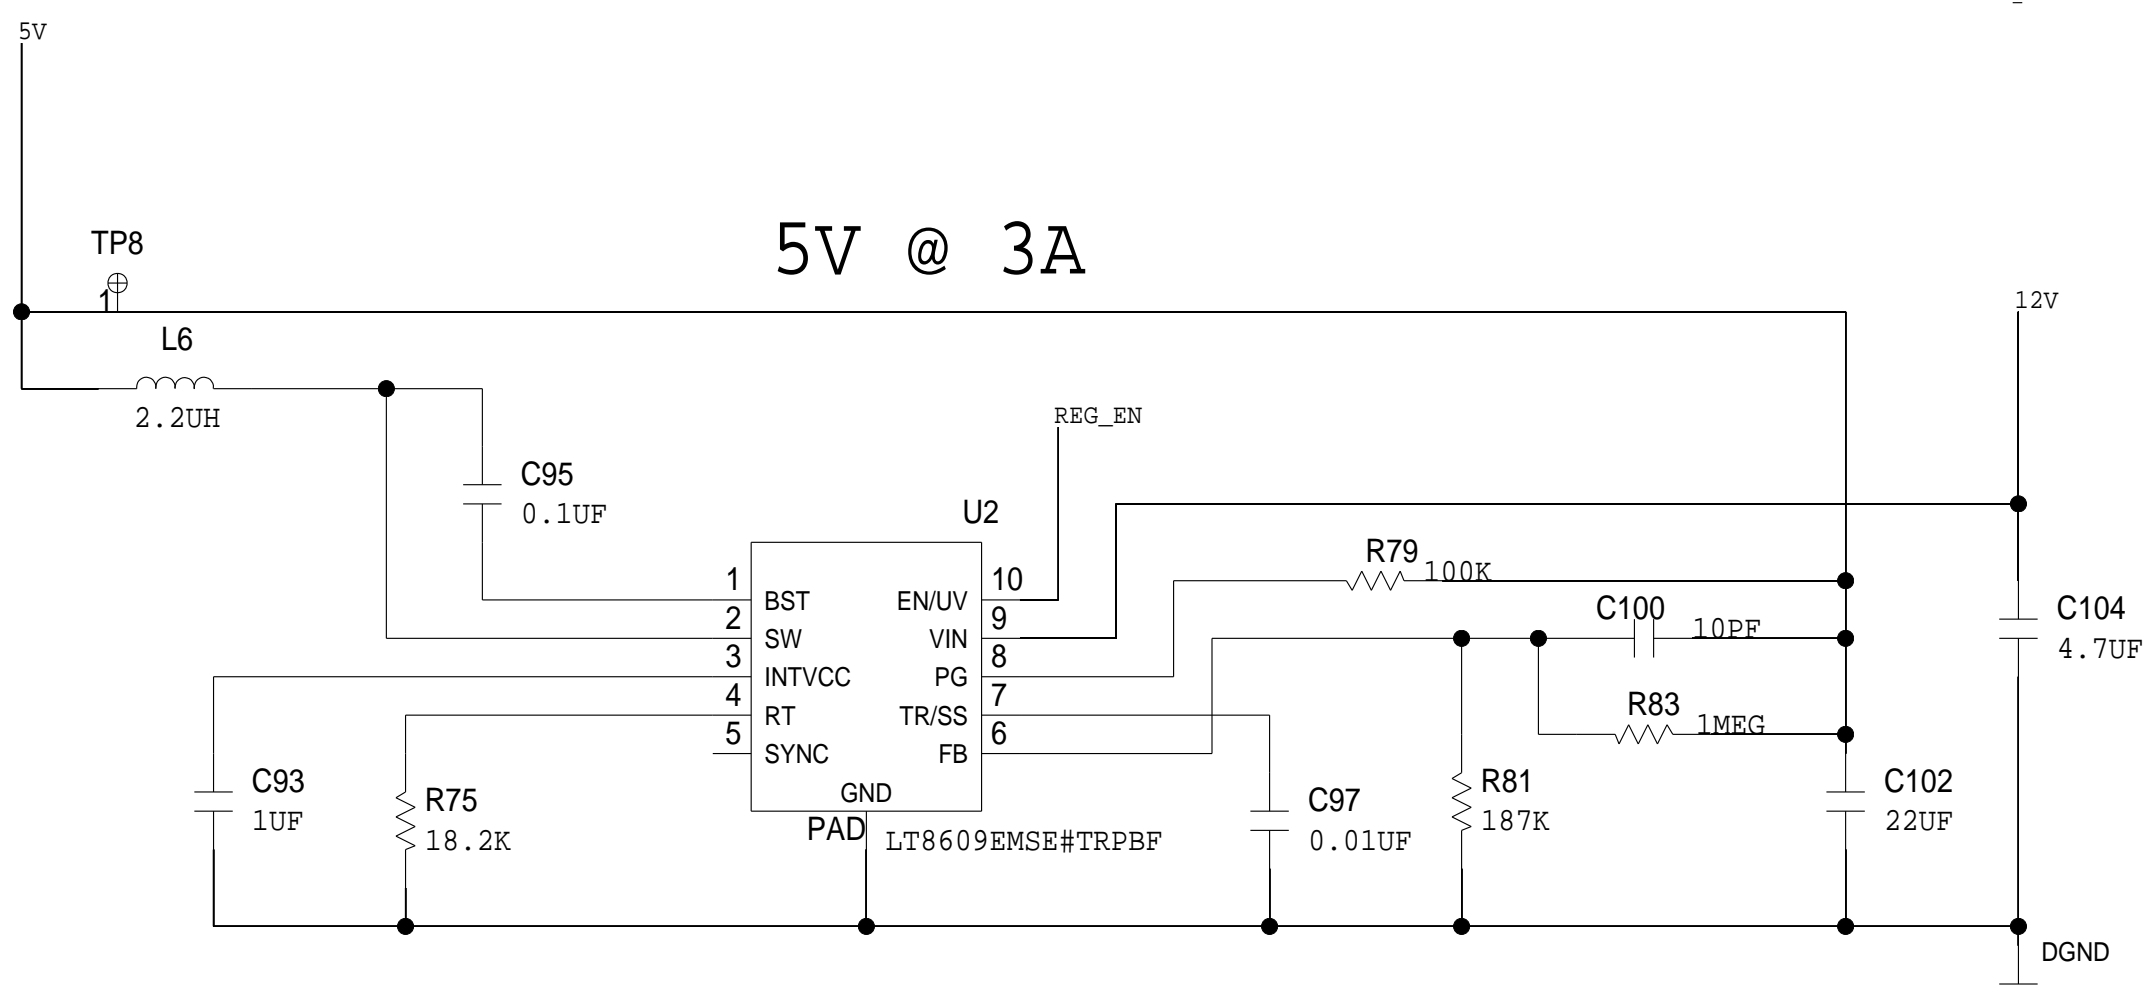 5V
TP8
1
5V @ 3A
12V
L6
2.2UH
REG_EN
C95
0.1UF
U2
R79
100K
1
10
BST
EN/UV
C100
10PF
C104
4.7UF
2
9
SW
VIN
3
8
INTVCC
PG
4
7
RT
TR/SS
R83
1MEG
5
6
SYNC
FB
GND
PAD
LT8609EMSE#TRPBF
C93
1UF
R75
18.2K
C97
0.01UF
R81
187K
C102
22UF
DGND